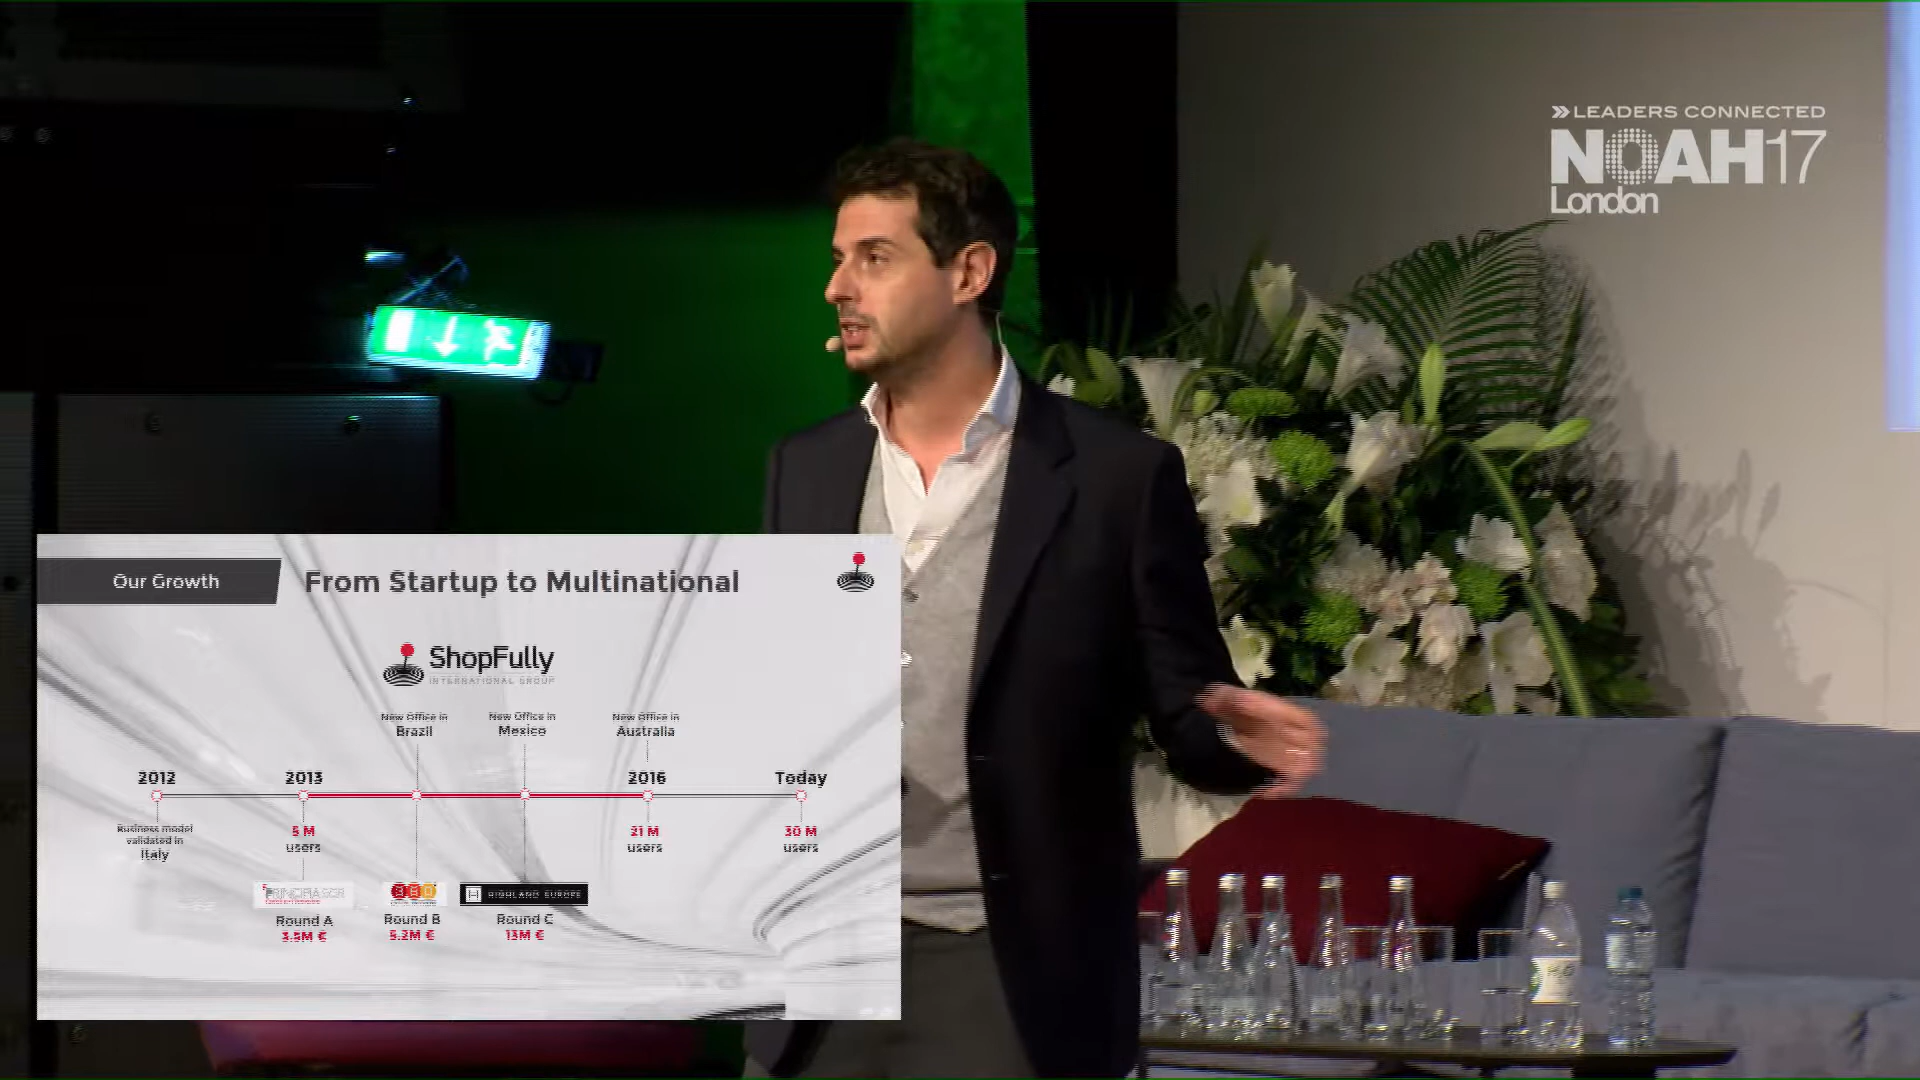 LEADERS CONNECTED
NOAH17
London
Our Growth
From Startup to Multinational
ShopFully
INTERNATIONAL GROUP
New Office in
Brazil
New Office in
Mexico
New Office in
Australia
2012
2013
2016
Today
Business model
validated in
Italy
5 M
users
21 M
users
30 M
users
360
HIGHLAND EUROPE
Round A
3.5M €
Round B
5.2M €
Round C
13M €